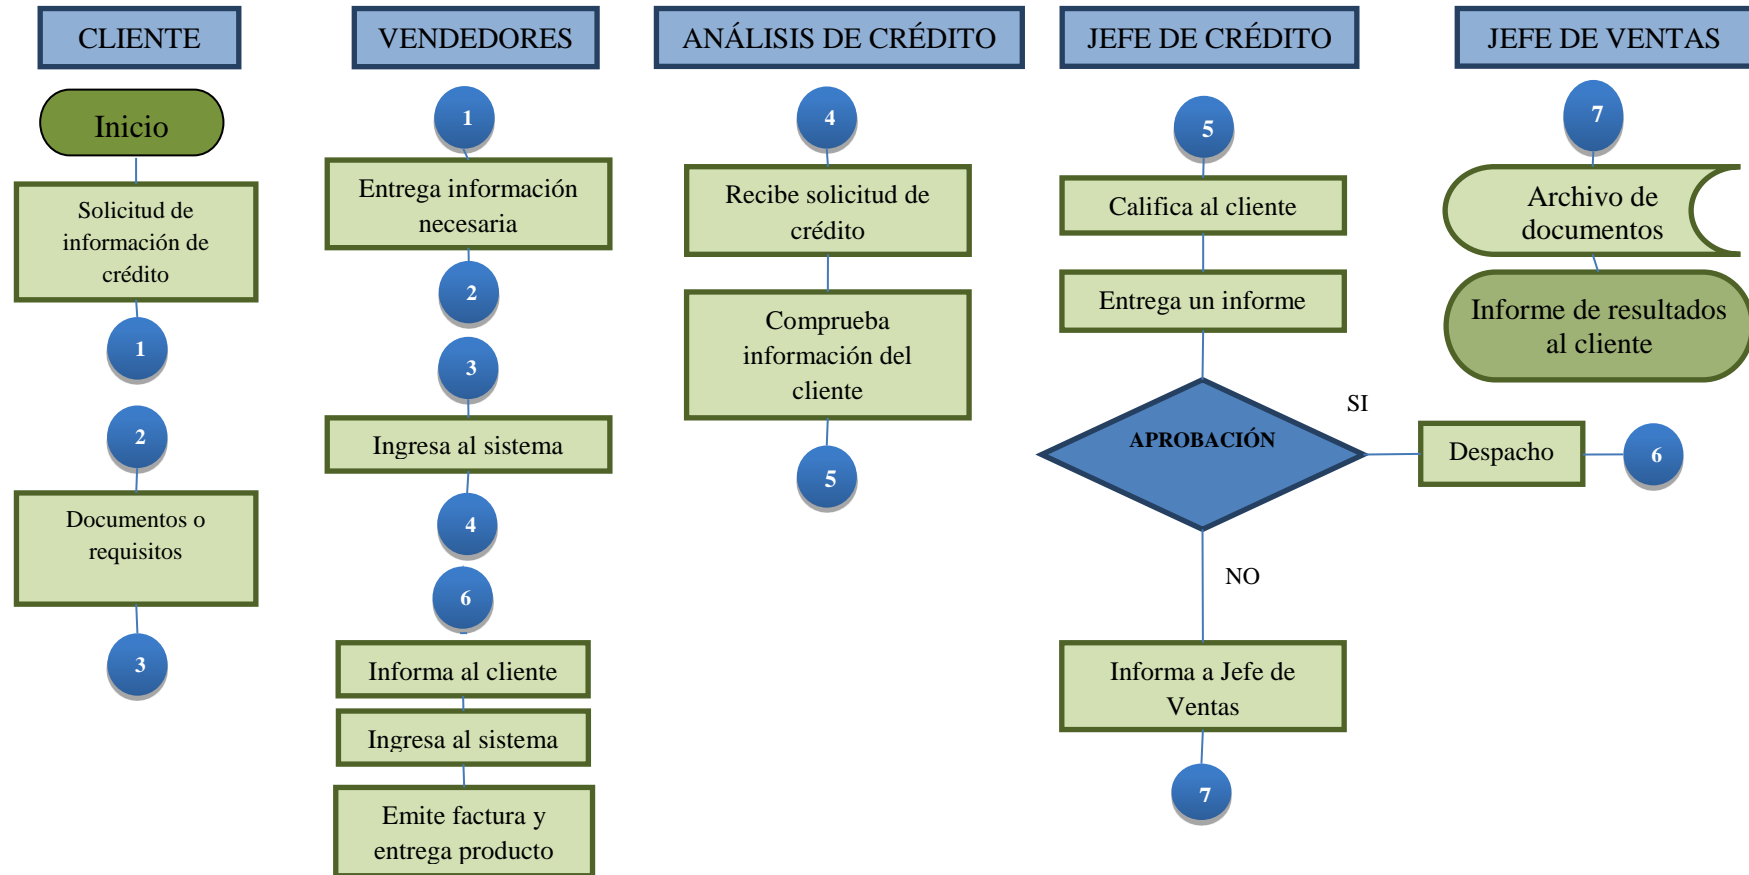 CLIENTE
VENDEDORES
ANÁLISIS DE CRÉDITO
JEFE DE CRÉDITO
JEFE DE VENTAS
Inicio
Solicitud de
información de
crédito
1
2
Documentos o
requisitos
3
1
Entrega información
necesaria
2
3
Ingresa al sistema
4
6
Informa al cliente
Ingresa al sistema
Emite factura y
entrega producto
4
Recibe solicitud de
crédito
Comprueba
información del
cliente
5
5
Califica al cliente
Entrega un informe
APROBACIÓN
SI
NO
Informa a Jefe de
Ventas
7
7
Archivo de
documentos
Informe de resultados
al cliente
Despacho
6